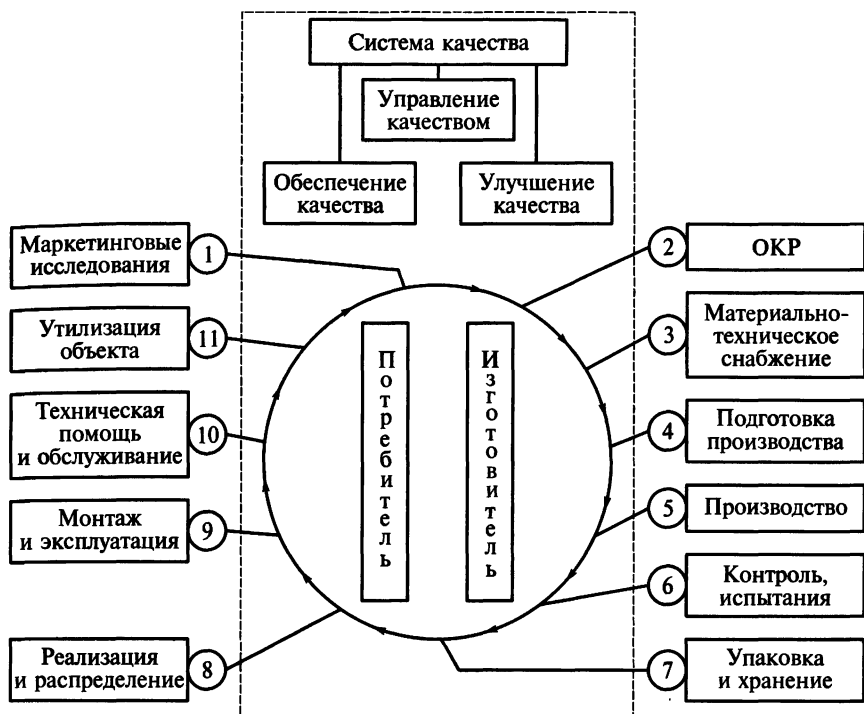 Система качества
Управление
качеством
Обеспечение
качества
Улучшение
качества
Маркетинговые
исследования
1
2
ОКР
Утилизация
объекта
11
3
Материально-
техническое
снабжение
Техническая
помощь
и обслуживание
10
4
Подготовка
производства
Монтаж
и эксплуатация
9
5
Производство
6
Контроль,
испытания
Реализация
и распределение
8
7
Упаковка
и хранение
Потребитель
Изготовитель